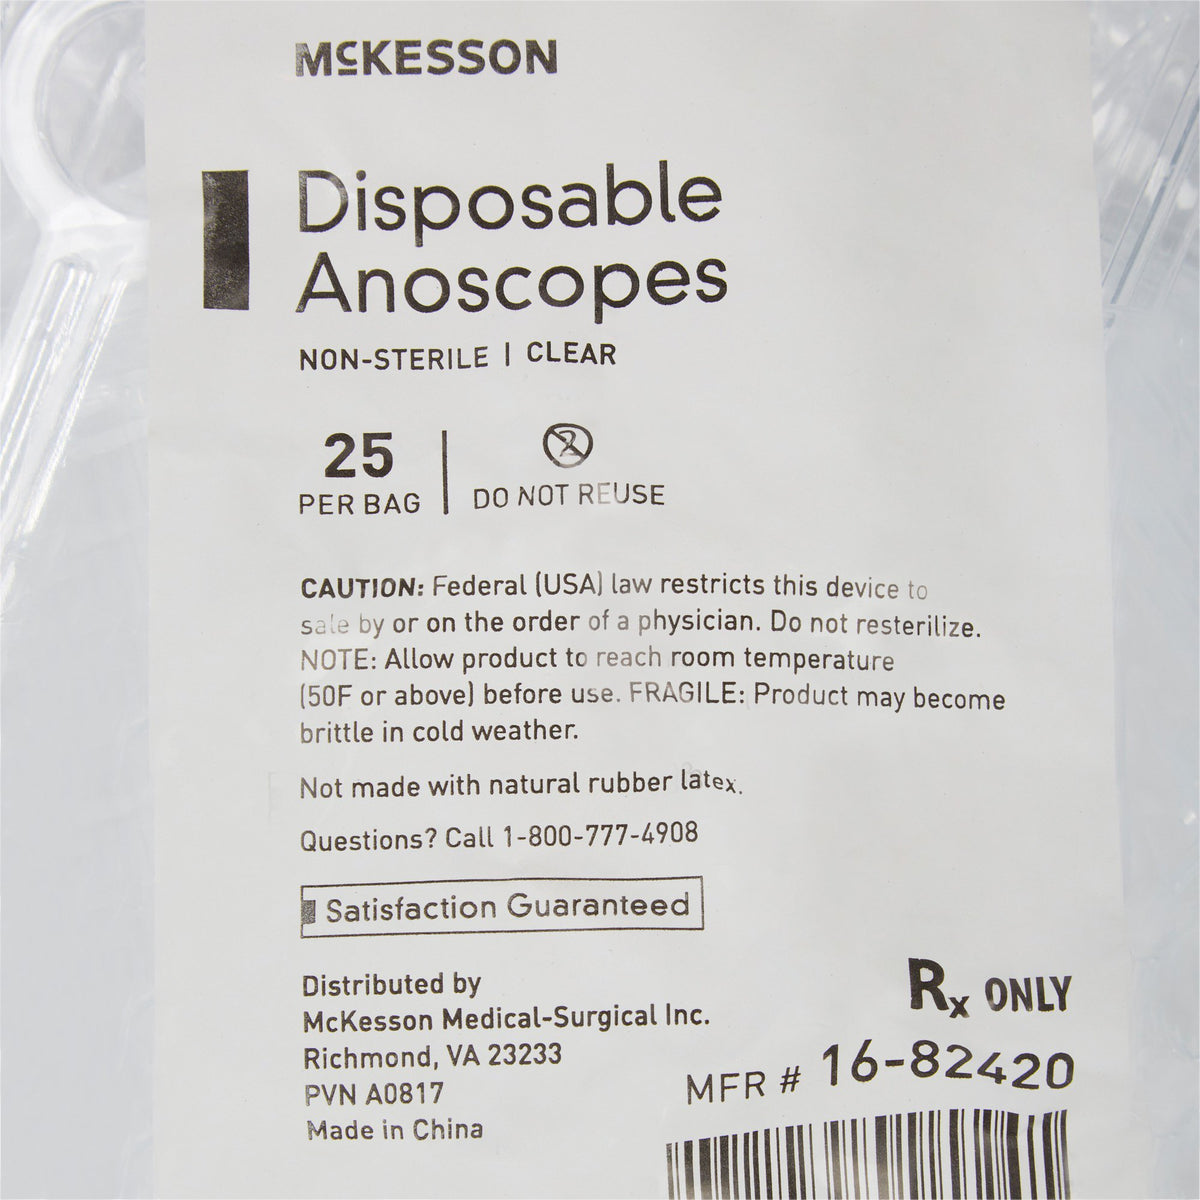 McKESSON
Disposable
Anoscopes
NON-STERILE | CLEAR
25
PER BAG
2
DO NOT REUSE
CAUTION: Federal (USA) law restricts this device to
sale by or on the order of a physician. Do not resterilize.
NOTE: Allow product to reach room temperature
(50F or above) before use. FRAGILE: Product may become
brittle in cold weather.
Not made with natural rubber latex.
Questions? Call 1-800-777-4908
Satisfaction Guaranteed
Distributed by
McKesson Medical-Surgical Inc.
Richmond, VA 23233
PVN A0817
Made in China
Rx ONLY
MFR # 16-82420